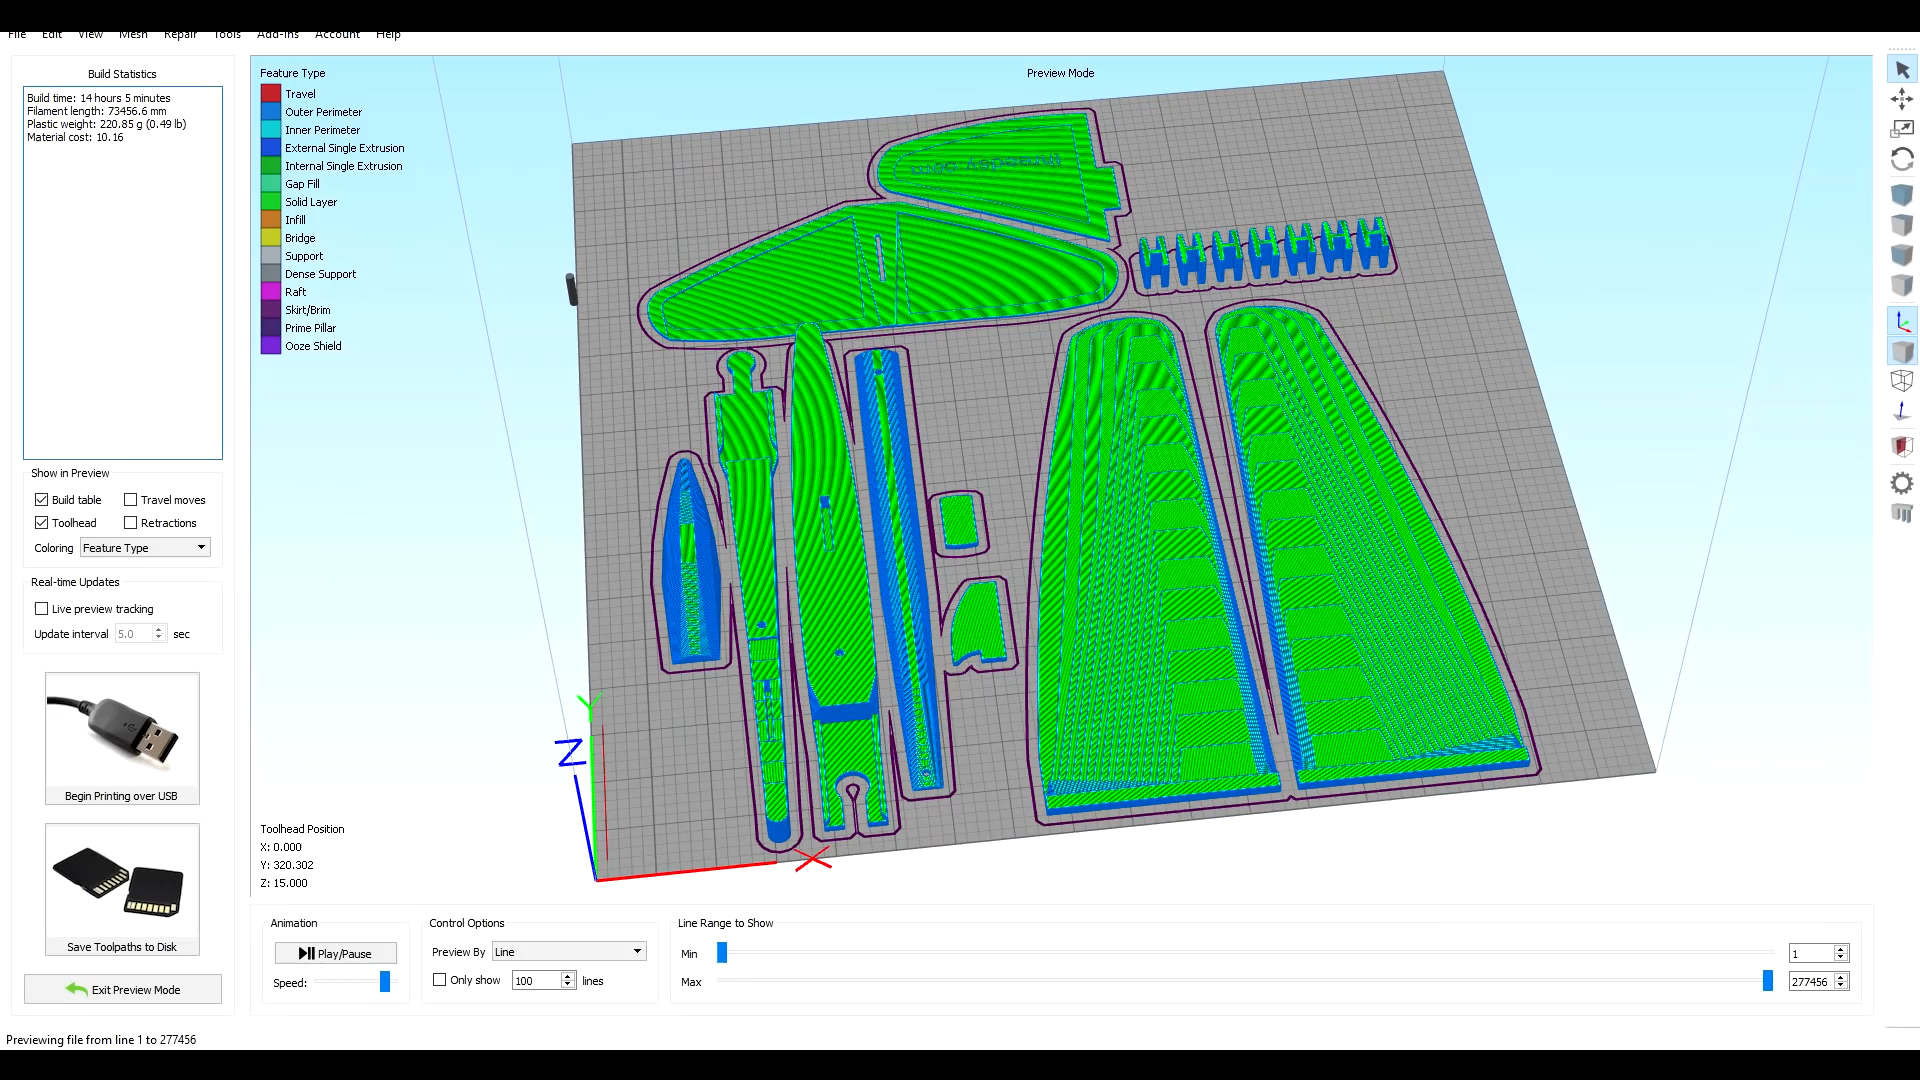 File Edit View Mesh Repair Tools Add-Ins Account Help
Build Statistics
Build time: 14 hours 5 minutes
Filament length: 73456.6 mm
Plastic weight: 220.85 g (0.49 lb)
Material cost: 10.16
Show in Preview
Build table
Travel moves
Toolhead
Retractions
Coloring Feature Type
Real-time Updates
Live preview tracking
Update interval 5.0 sec
Begin Printing over USB
Save Toolpaths to Disk
Exit Preview Mode
Feature Type
Travel
Outer Perimeter
Inner Perimeter
External Single Extrusion
Internal Single Extrusion
Gap Fill
Solid Layer
Infill
Bridge
Support
Dense Support
Raft
Skirt/Brim
Prime Pillar
Ooze Shield
Preview Mode
Y
Z
X
Toolhead Position
X: 0.000
Y: 320.302
Z: 15.000
Animation
Play/Pause
Speed:
Control Options
Preview By Line
Only show 100 lines
Line Range to Show
Min 1
Max 277456
Previewing file from line 1 to 277456